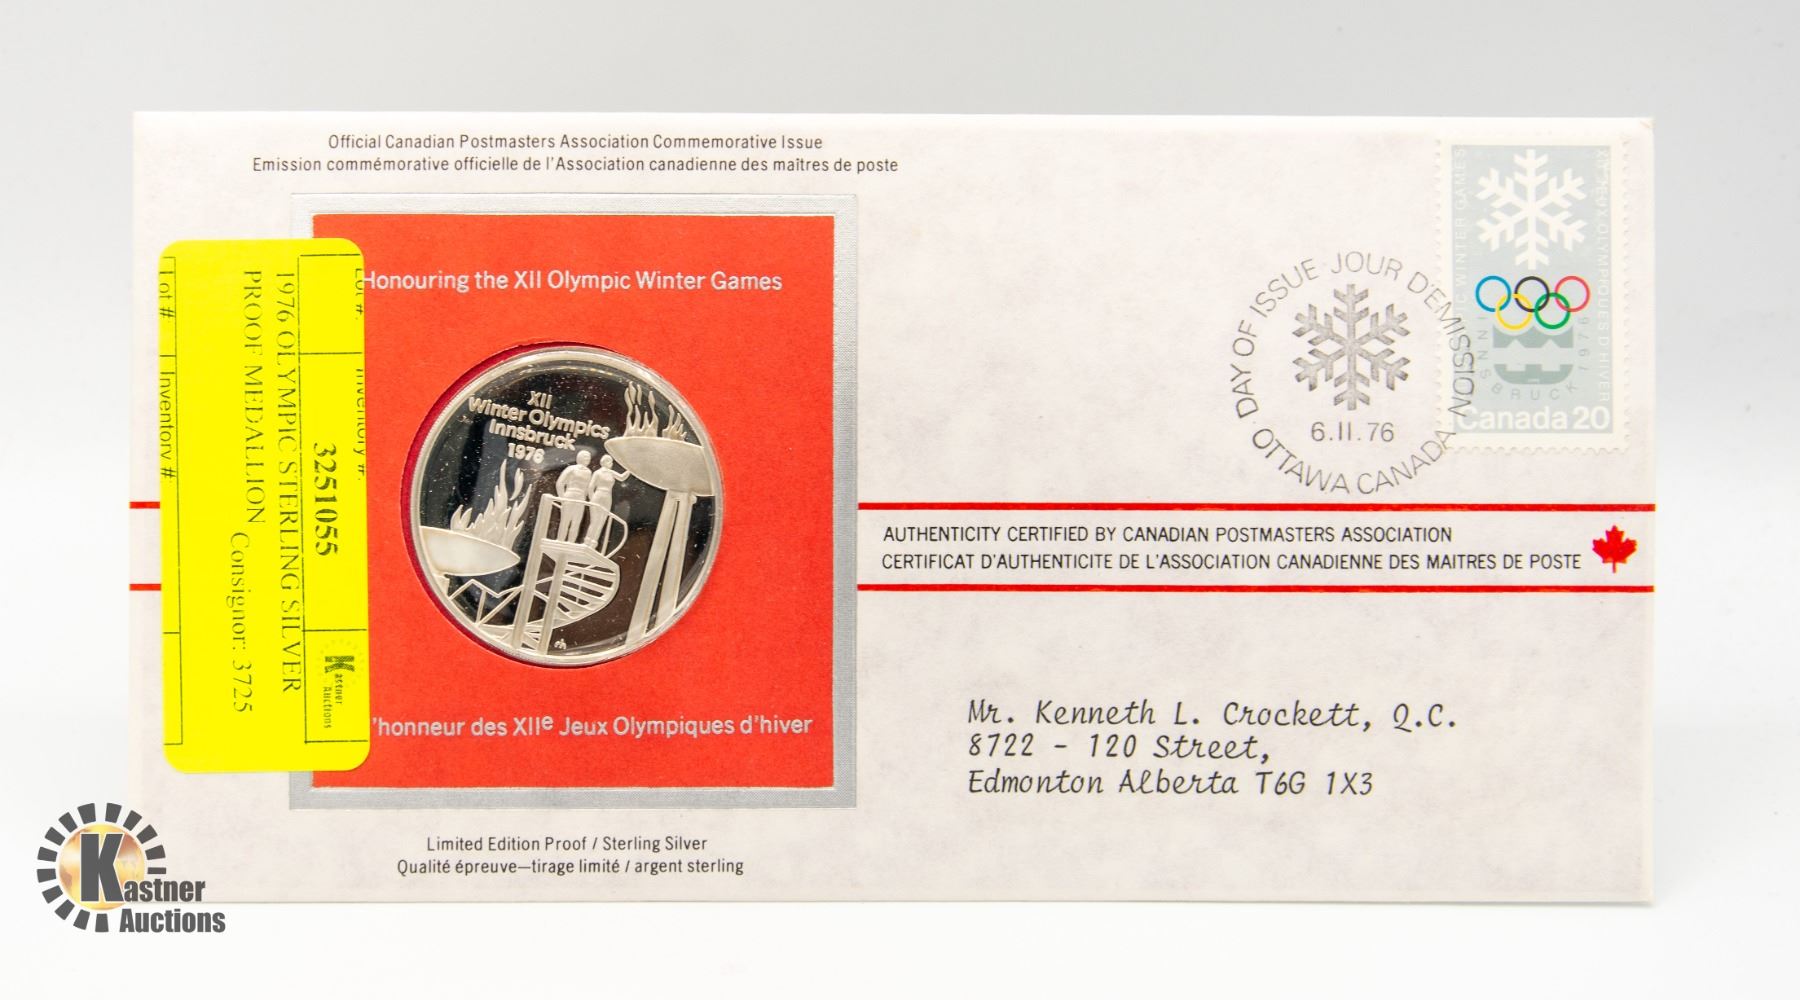 Official Canadian Postmasters Association Commemorative Issue
Emission commémorative officielle de l'Association canadienne des maîtres de poste
Honouring the XII Olympic Winter Games
XII
Winter Olympics
Innsbruck
1976
'honneur des XIIe Jeux Olympiques d'hiver
Limited Edition Proof / Sterling Silver
Qualité épreuve—tirage limité / argent sterling
Lot #:
Inventory #:
3251055
1976 OLYMPIC STERLING SILVER
PROOF MEDALLION
Consignor: 3725
Kastner
Auctions
Lot #
Inventory #
DAY OF ISSUE · JOUR D'EMISSION
6.II.76
OTTAWA CANADA
INNSBRUCK 1976
Canada 20
AUTHENTICITY CERTIFIED BY CANADIAN POSTMASTERS ASSOCIATION
CERTIFICAT D'AUTHENTICITE DE L'ASSOCIATION CANADIENNE DES MAITRES DE POSTE
Mr. Kenneth L. Crockett, Q.C.
8722 - 120 Street,
Edmonton Alberta T6G 1X3
Kastner
Auctions